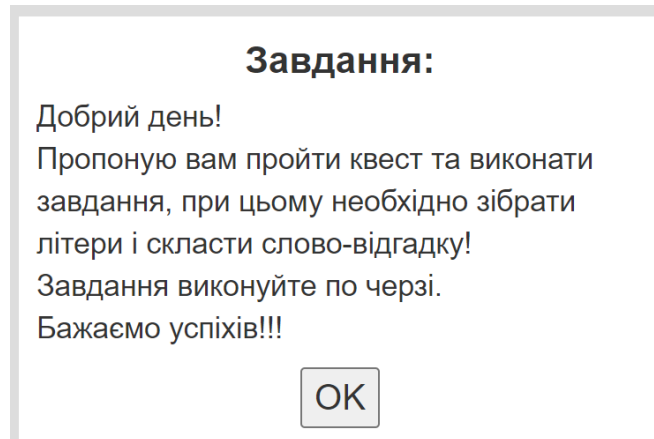 Завдання:
Добрий день!
Пропоную вам пройти квест та виконати
завдання, при цьому необхідно зібрати
літери і скласти слово-відгадку!
Завдання виконуйте по черзі.
Бажаємо успіхів!!!
OK